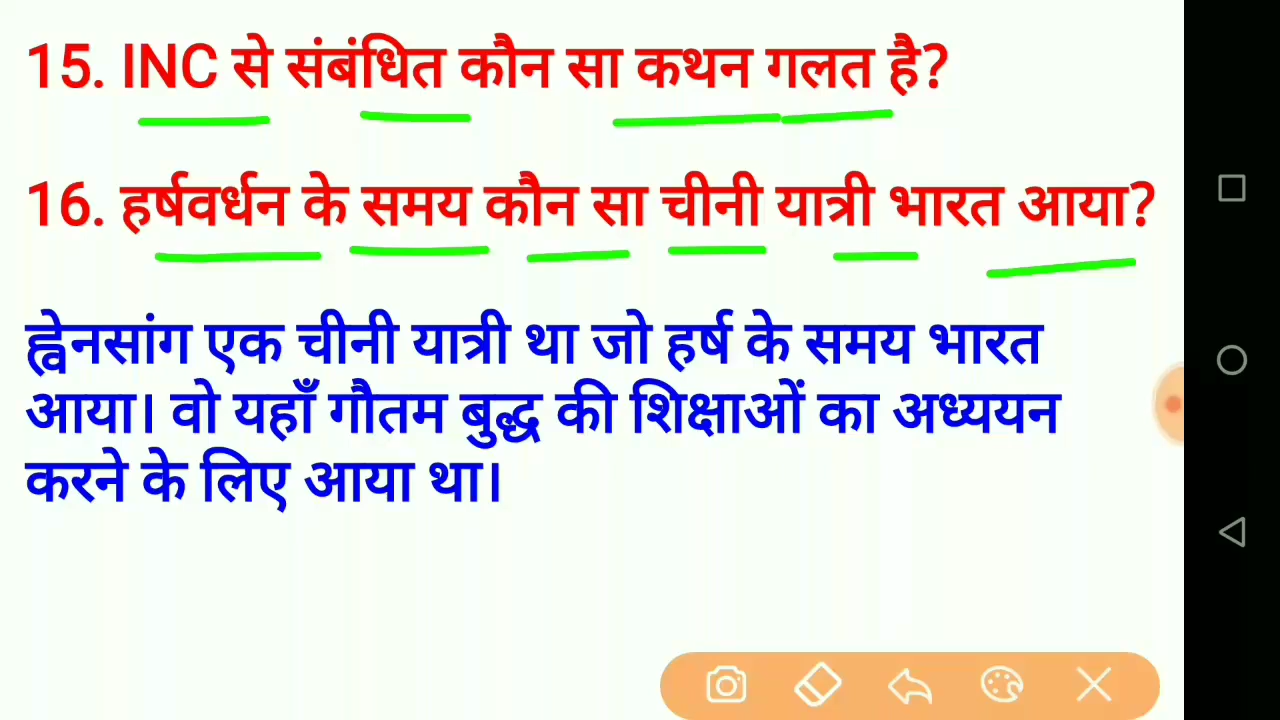 15. INC से संबंधित कौन सा कथन गलत है?
16. हर्षवर्धन के समय कौन सा चीनी यात्री भारत आया?
ह्वेनसांग एक चीनी यात्री था जो हर्ष के समय भारत
आया। वो यहाँ गौतम बुद्ध की शिक्षाओं का अध्ययन
करने के लिए आया था।